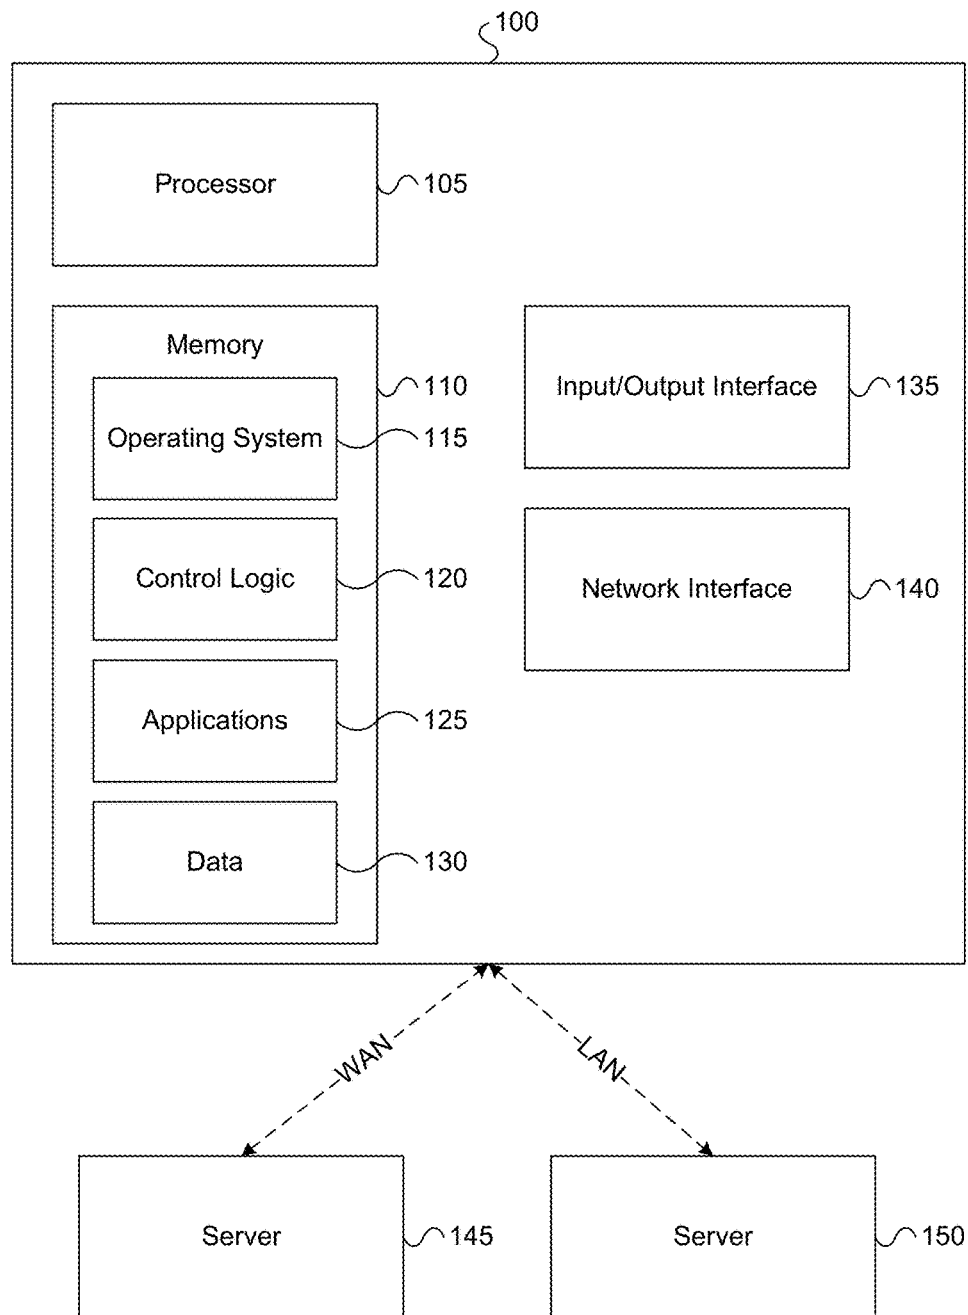 100
Processor
105
Memory
110
Operating System
115
Control Logic
120
Applications
125
Data
130
Input/Output Interface
135
Network Interface
140
WAN
LAN
Server
145
Server
150